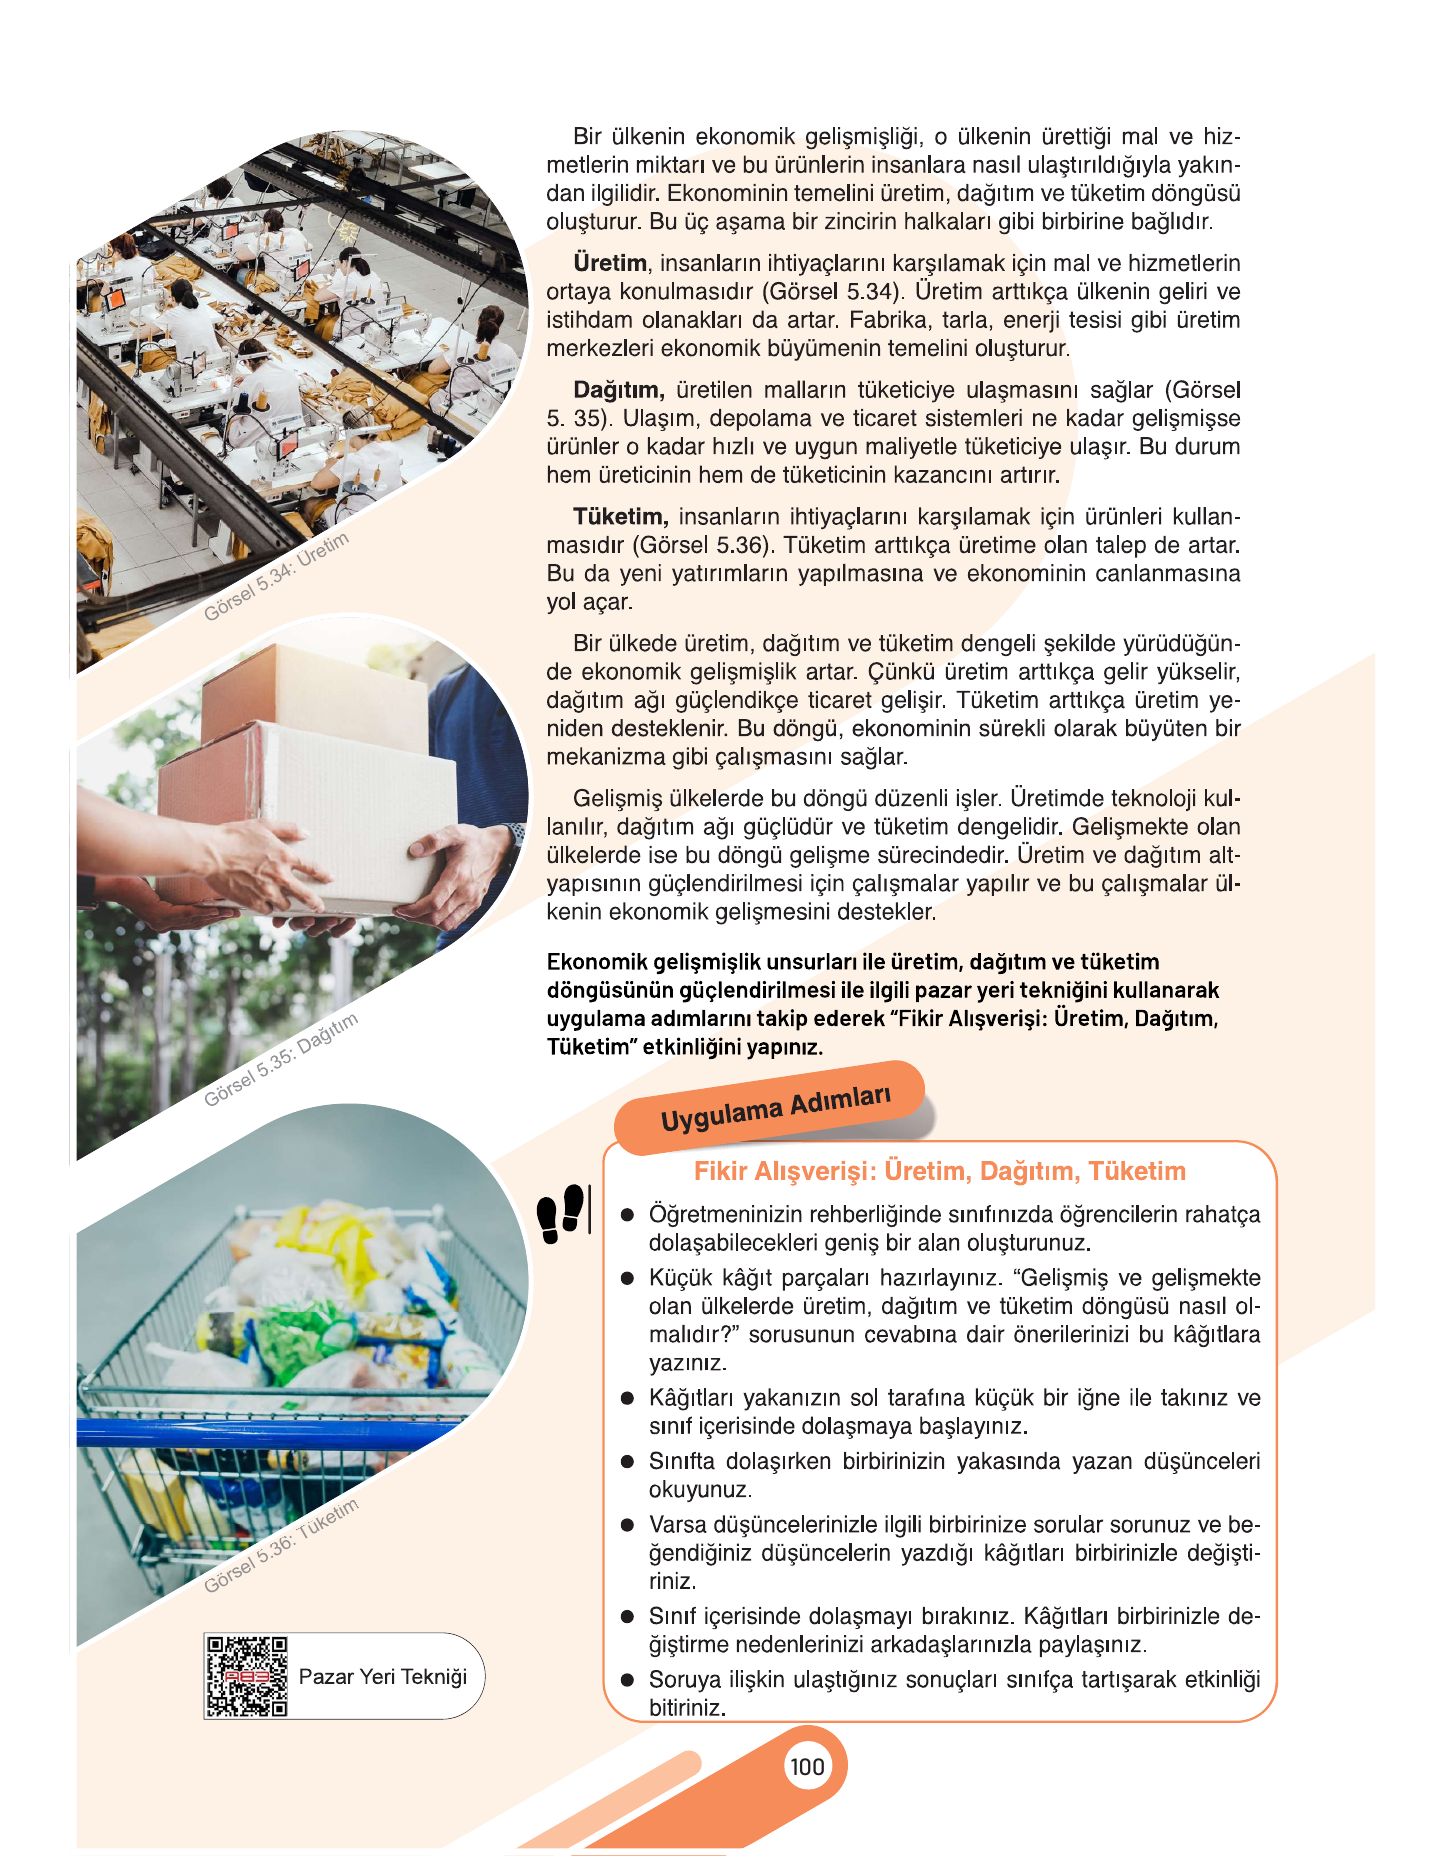 Bir ülkenin ekonomik gelişmişliği, o ülkenin ürettiği mal ve hiz-
metlerin miktarı ve bu ürünlerin insanlara nasıl ulaştırıldığıyla yakın-
dan ilgilidir. Ekonominin temelini üretim, dağıtım ve tüketim döngüsü
oluşturur. Bu üç aşama bir zincirin halkaları gibi birbirine bağlıdır.
Üretim, insanların ihtiyaçlarını karşılamak için mal ve hizmetlerin
ortaya konulmasıdır (Görsel 5.34). Üretim arttıkça ülkenin geliri ve
istihdam olanakları da artar. Fabrika, tarla, enerji tesisi gibi üretim
merkezleri ekonomik büyümenin temelini oluşturur.
Dağıtım, üretilen malların tüketiciye ulaşmasını sağlar (Görsel
5. 35). Ulaşım, depolama ve ticaret sistemleri ne kadar gelişmişse
ürünler o kadar hızlı ve uygun maliyetle tüketiciye ulaşır. Bu durum
hem üreticinin hem de tüketicinin kazancını artırır.
Tüketim, insanların ihtiyaçlarını karşılamak için ürünleri kullan-
masıdır (Görsel 5.36). Tüketim arttıkça üretime olan talep de artar.
Bu da yeni yatırımların yapılmasına ve ekonominin canlanmasına
yol açar.
Bir ülkede üretim, dağıtım ve tüketim dengeli şekilde yürüdüğün-
de ekonomik gelişmişlik artar. Çünkü üretim arttıkça gelir yükselir,
dağıtım ağı güçlendikçe ticaret gelişir. Tüketim arttıkça üretim ye-
niden desteklenir. Bu döngü, ekonominin sürekli olarak büyüten bir
mekanizma gibi çalışmasını sağlar.
Gelişmiş ülkelerde bu döngü düzenli işler. Üretimde teknoloji kul-
lanılır, dağıtım ağı güçlüdür ve tüketim dengelidir. Gelişmekte olan
ülkelerde ise bu döngü gelişme sürecindedir. Üretim ve dağıtım alt-
yapısının güçlendirilmesi için çalışmalar yapılır ve bu çalışmalar ül-
kenin ekonomik gelişmesini destekler.
Ekonomik gelişmişlik unsurları ile üretim, dağıtım ve tüketim
döngüsünün güçlendirilmesi ile ilgili pazar yeri tekniğini kullanarak
uygulama adımlarını takip ederek “Fikir Alışverişi: Üretim, Dağıtım,
Tüketim” etkinliğini yapınız.
Görsel 5.34: Üretim
Görsel 5.35: Dağıtım
Görsel 5.36: Tüketim
Uygulama Adımları
Fikir Alışverişi: Üretim, Dağıtım, Tüketim
● Öğretmeninizin rehberliğinde sınıfınızda öğrencilerin rahatça
dolaşabilecekleri geniş bir alan oluşturunuz.
● Küçük kâğıt parçaları hazırlayınız. “Gelişmiş ve gelişmekte
olan ülkelerde üretim, dağıtım ve tüketim döngüsü nasıl ol-
malıdır?” sorusunun cevabına dair önerilerinizi bu kâğıtlara
yazınız.
● Kâğıtları yakanızın sol tarafına küçük bir iğne ile takınız ve
sınıf içerisinde dolaşmaya başlayınız.
● Sınıfta dolaşırken birbirinizin yakasında yazan düşünceleri
okuyunuz.
● Varsa düşüncelerinizle ilgili birbirinize sorular sorunuz ve be-
ğendiğiniz düşüncelerin yazdığı kâğıtları birbirinizle değişti-
riniz.
● Sınıf içerisinde dolaşmayı bırakınız. Kâğıtları birbirinizle de-
ğiştirme nedenlerinizi arkadaşlarınızla paylaşınız.
● Soruya ilişkin ulaştığınız sonuçları sınıfça tartışarak etkinliği
bitiriniz.
Pazar Yeri Tekniği
100